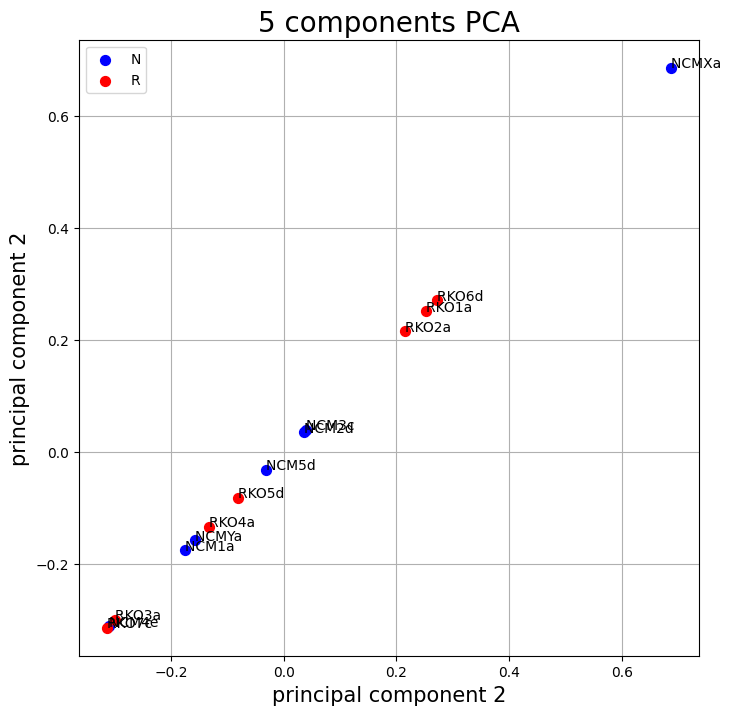 5 components PCA
N
R
NCMXa
0.6
0.4
RKO6d
RKO1a
RKO2a
0.2
NCM3c
NCM2d
0.0
NCM5d
RKO5d
RKO4a
NCMYa
NCM1a
−0.2
RKO3a
principal component 2
−0.2
0.0
0.2
0.4
0.6
principal component 2